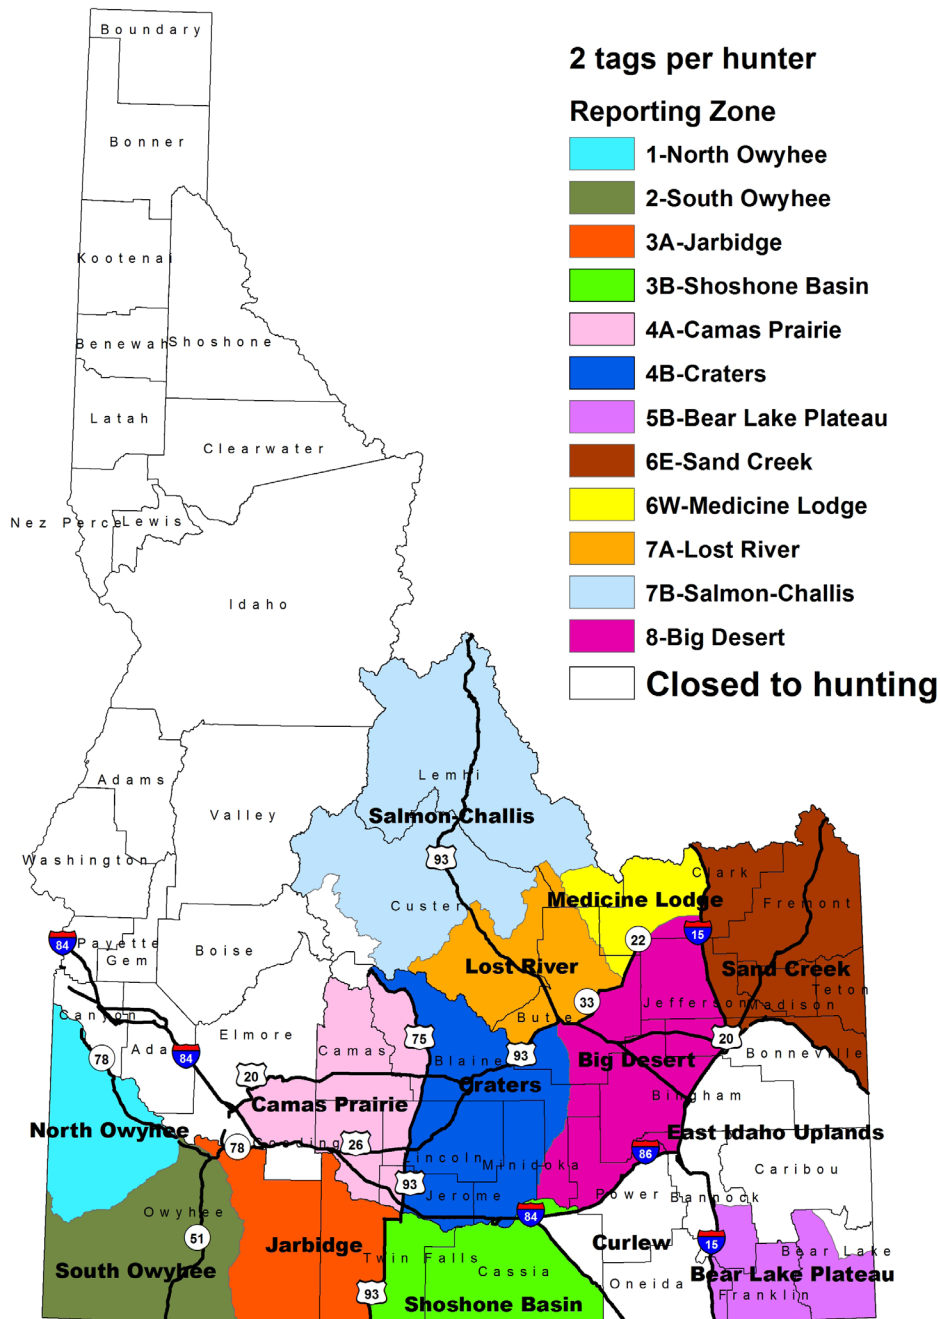 Boundary
2 tags per hunter
Reporting Zone
Bonner
1-North Owyhee
2-South Owyhee
3A-Jarbidge
Kootenai
3B-Shoshone Basin
4A-Camas Prairie
Benewah
Shoshone
4B-Craters
Latah
5B-Bear Lake Plateau
Clearwater
6E-Sand Creek
6W-Medicine Lodge
Nez Perce
Lewis
7A-Lost River
Idaho
7B-Salmon-Challis
8-Big Desert
Closed to hunting
Adams
Lemhi
Valley
Salmon-Challis
Washington
93
Clark
Custer
Medicine Lodge
Fremont
84
Payette
Gem
Boise
22
15
Lost River
Sand Creek
Teton
33
Jefferson
Madison
Canyon
Butte
Elmore
75
20
Ada
84
78
Camas
Blaine
93
Big Desert
Bonneville
20
Craters
Camas Prairie
Bingham
North Owyhee
East Idaho Uplands
78
Gooding
26
86
Lincoln
Minidoka
Caribou
93
Jerome
Power
Bannock
Owyhee
84
51
Jarbidge
Curlew
15
Bear Lake
Twin Falls
South Owyhee
Cassia
Bear Lake Plateau
Oneida
93
Franklin
Shoshone Basin